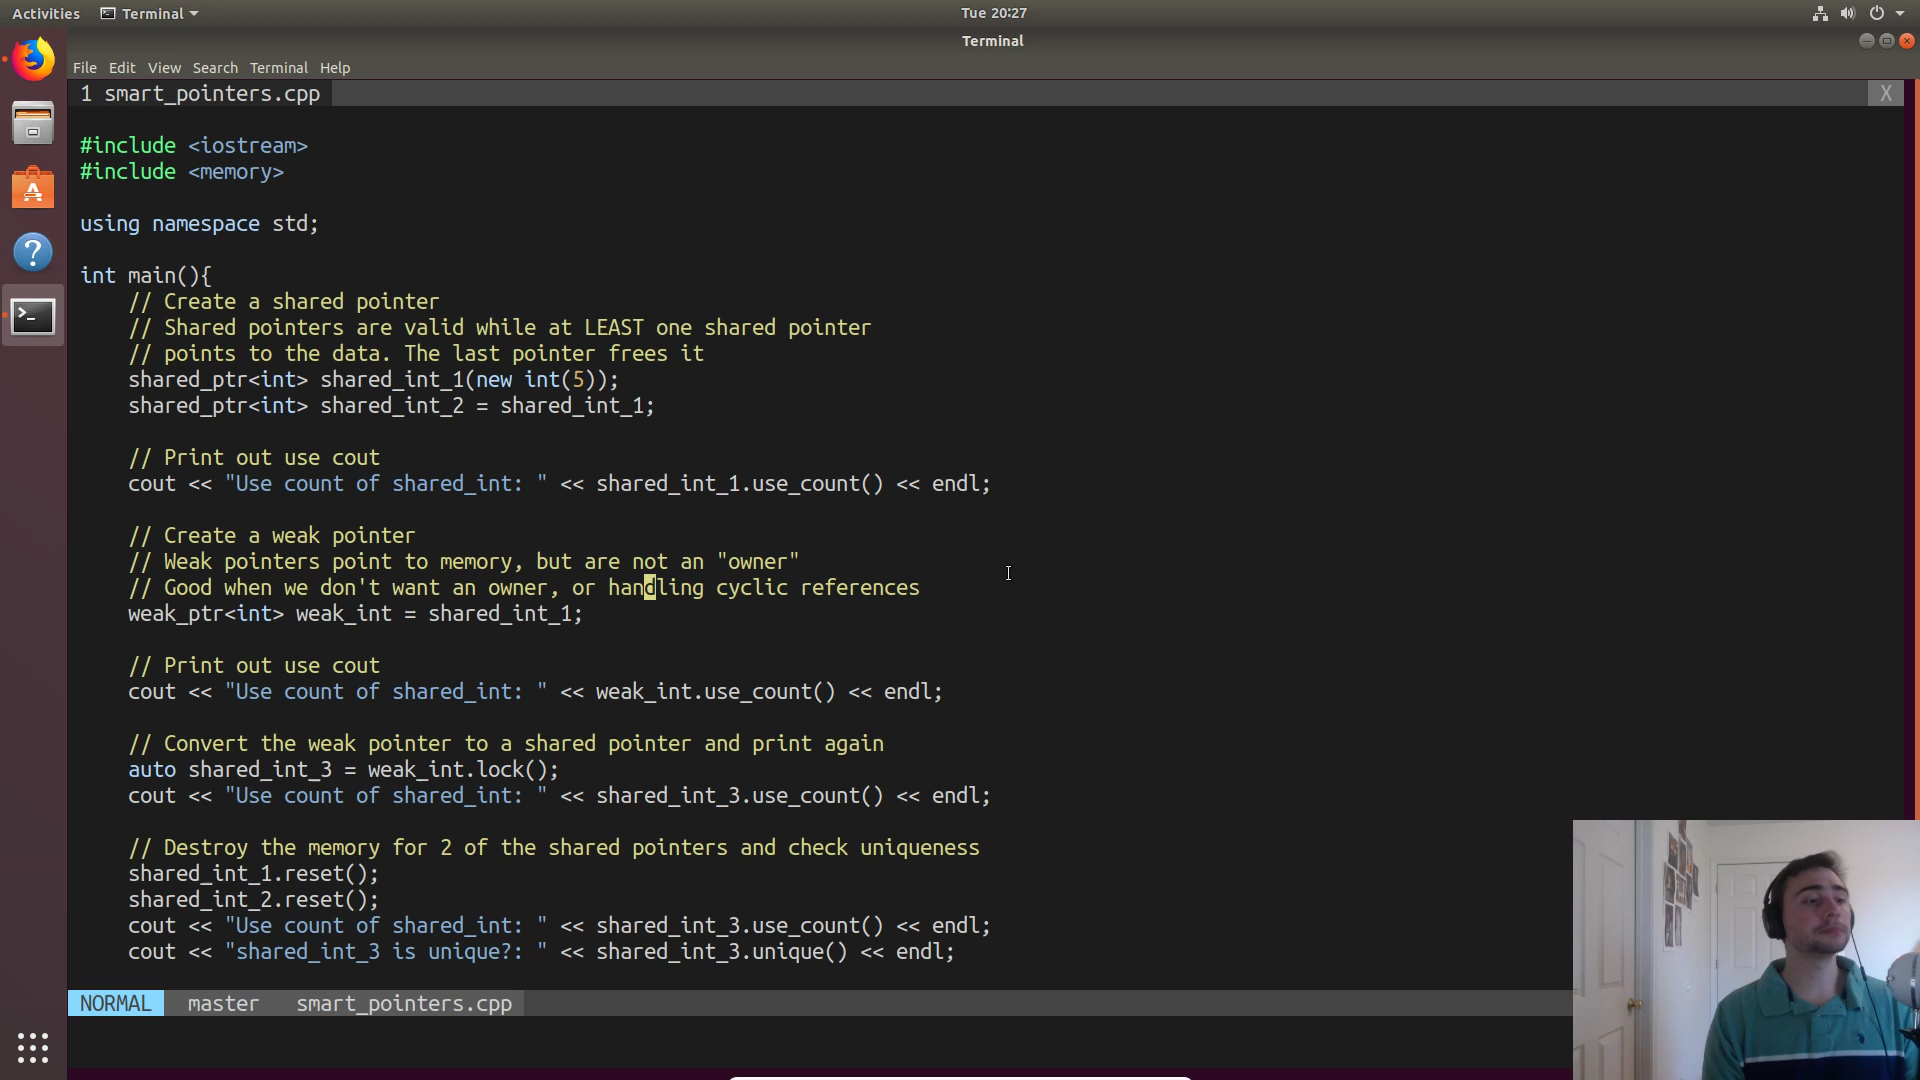 Activities Terminal Tue 20:27
Terminal
File Edit View Search Terminal Help
1 smart_pointers.cpp X
#include <iostream>
#include <memory>
using namespace std;
int main(){
// Create a shared pointer
// Shared pointers are valid while at LEAST one shared pointer
// points to the data. The last pointer frees it
shared_ptr<int> shared_int_1(new int(5));
shared_ptr<int> shared_int_2 = shared_int_1;
// Print out use cout
cout << "Use count of shared_int: " << shared_int_1.use_count() << endl;
// Create a weak pointer
// Weak pointers point to memory, but are not an "owner"
// Good when we don't want an owner, or handling cyclic references
weak_ptr<int> weak_int = shared_int_1;
// Print out use cout
cout << "Use count of shared_int: " << weak_int.use_count() << endl;
// Convert the weak pointer to a shared pointer and print again
auto shared_int_3 = weak_int.lock();
cout << "Use count of shared_int: " << shared_int_3.use_count() << endl;
// Destroy the memory for 2 of the shared pointers and check uniqueness
shared_int_1.reset();
shared_int_2.reset();
cout << "Use count of shared_int: " << shared_int_3.use_count() << endl;
cout << "shared_int_3 is unique?: " << shared_int_3.unique() << endl;
NORMAL master smart_pointers.cpp